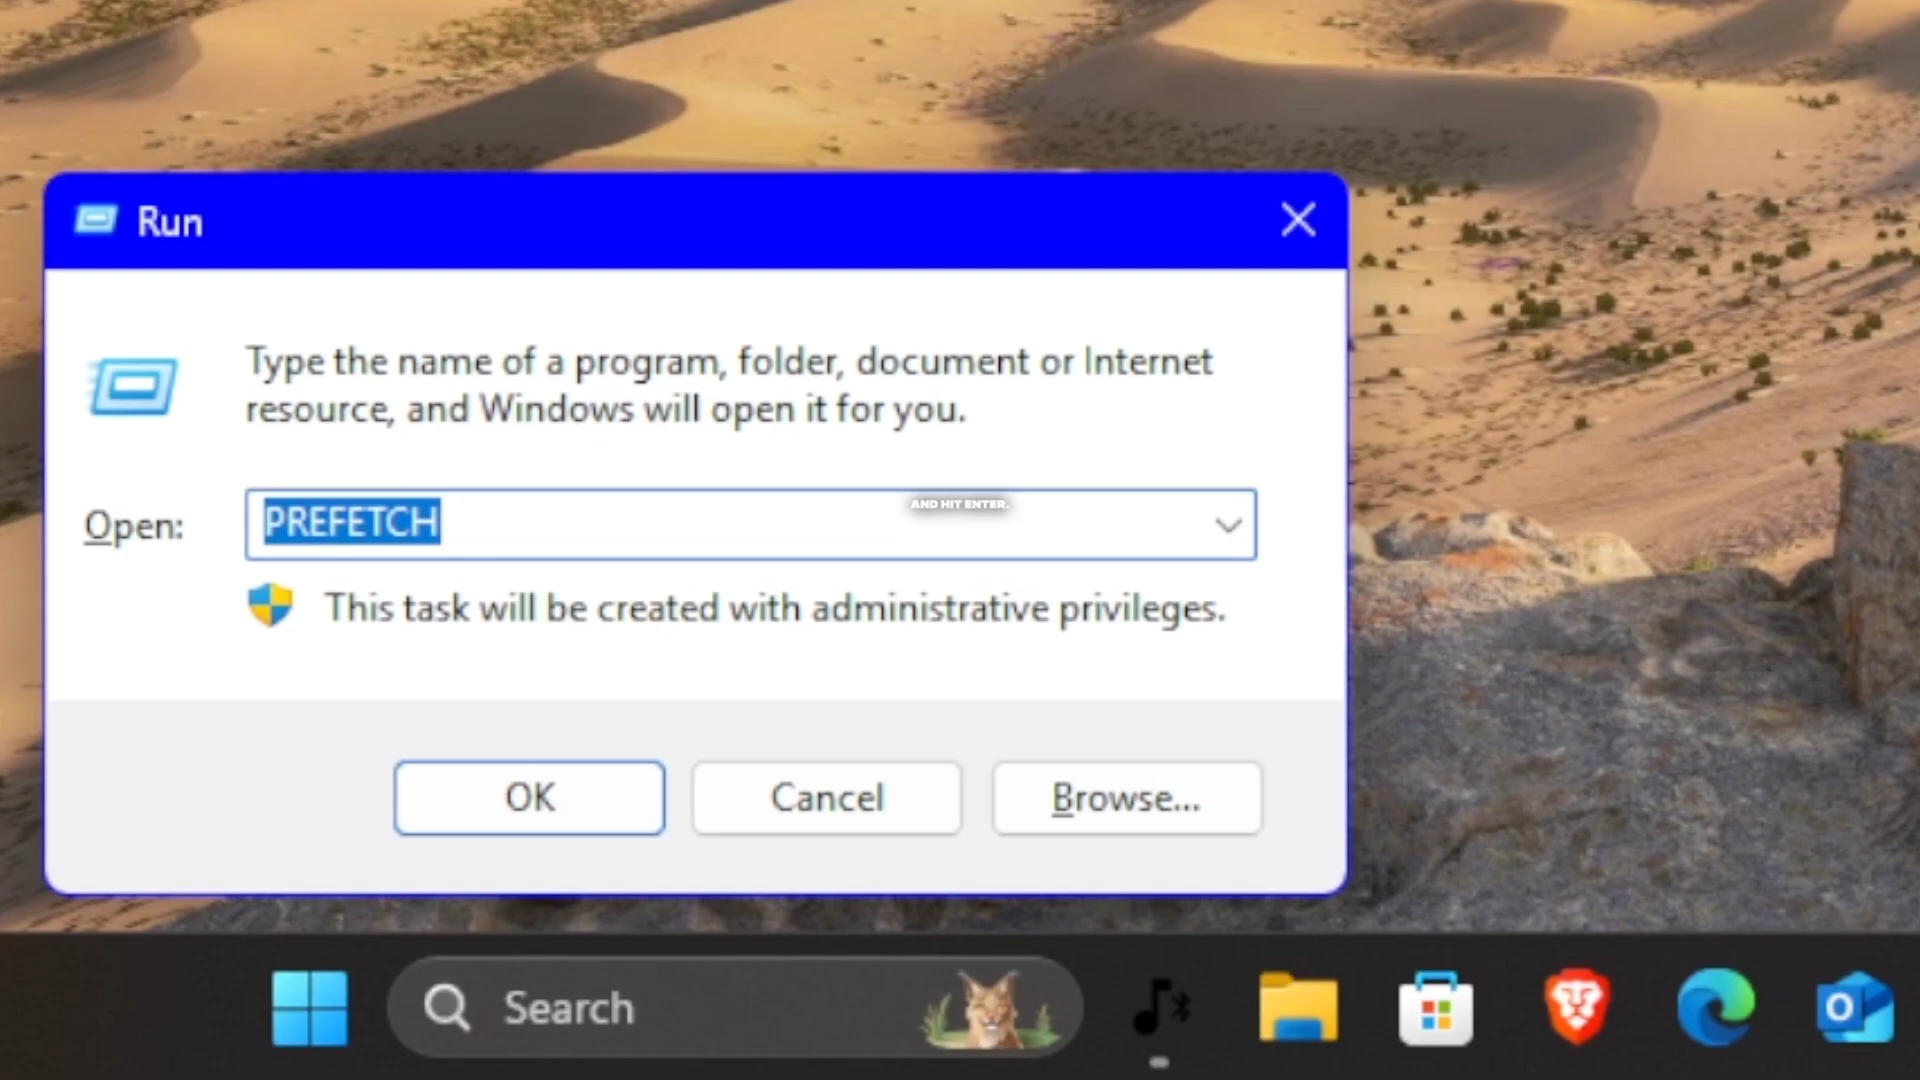 Run
Type the name of a program, folder, document or Internet
resource, and Windows will open it for you.
Open:
PREFETCH
AND HIT ENTER.
This task will be created with administrative privileges.
OK
Cancel
Browse...
Search
O